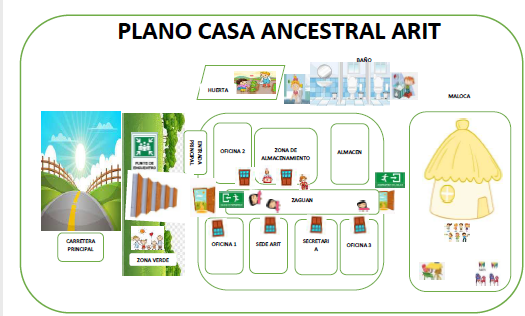 PLANO CASA ANCESTRAL ARIT
BAÑO
HUERTA
MALOCA
PUNTO DE
ENCUENTRO
ENTRADA
PRINCIPAL
OFICINA 2
ZONA DE
ALMACENAMIENTO
ALMACEN
ZAGUAN
CARRETERA
PRINCIPAL
ZONA VERDE
OFICINA 1
SEDE ARIT
SECRETARI
A
OFICINA 3